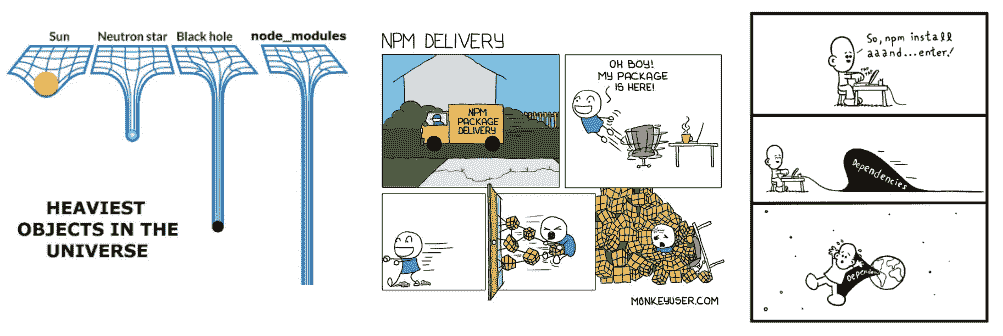 Sun
Neutron star
Black hole
node_modules
HEAVIEST
OBJECTS IN THE
UNIVERSE
NPM DELIVERY
NPM
PACKAGE
DELIVERY
OH BOY!
MY PACKAGE
IS HERE!
MONKEYUSER.COM
So, npm install
aaand...enter!
Dependencies